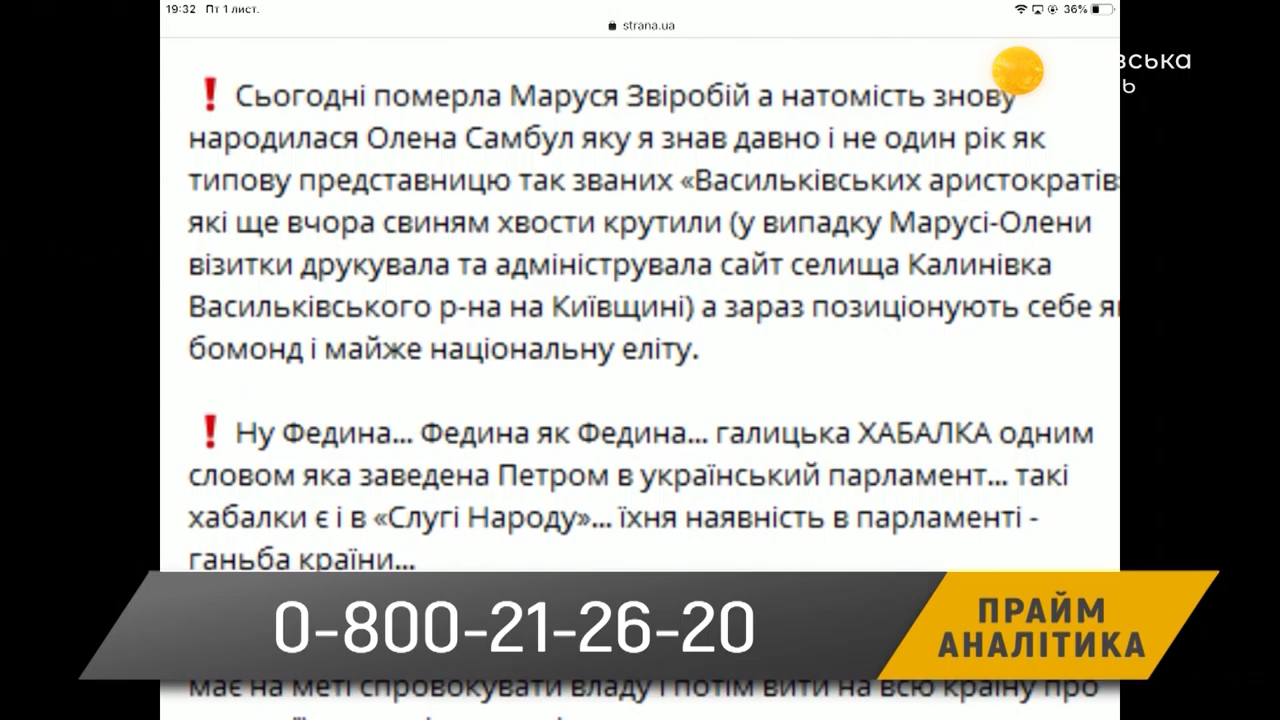 19:32 Пт 1 лист.
36%
strana.ua
ська
ь
❗ Сьогодні померла Маруся Звіробій а натомість знову
народилася Олена Самбул яку я знав давно і не один рік як
типову представницю так званих «Васильківських аристократів»
які ще вчора свиням хвости крутили (у випадку Марусі-Олени
візитки друкувала та адмініструвала сайт селища Калинівка
Васильківського р-на на Київщині) а зараз позиціонують себе
бомонд і майже національну еліту.
❗ Ну Федина... Федина як Федина... галицька ХАБАЛКА одним
словом яка заведена Петром в український парламент... такі
хабалки є і в «Слугі Народу»... їхня наявність в парламенті -
ганьба країни...
0-800-21-26-20
ПРАЙМ
АНАЛІТИКА
має на меті спровокувати владу і потім вити на всю країну про